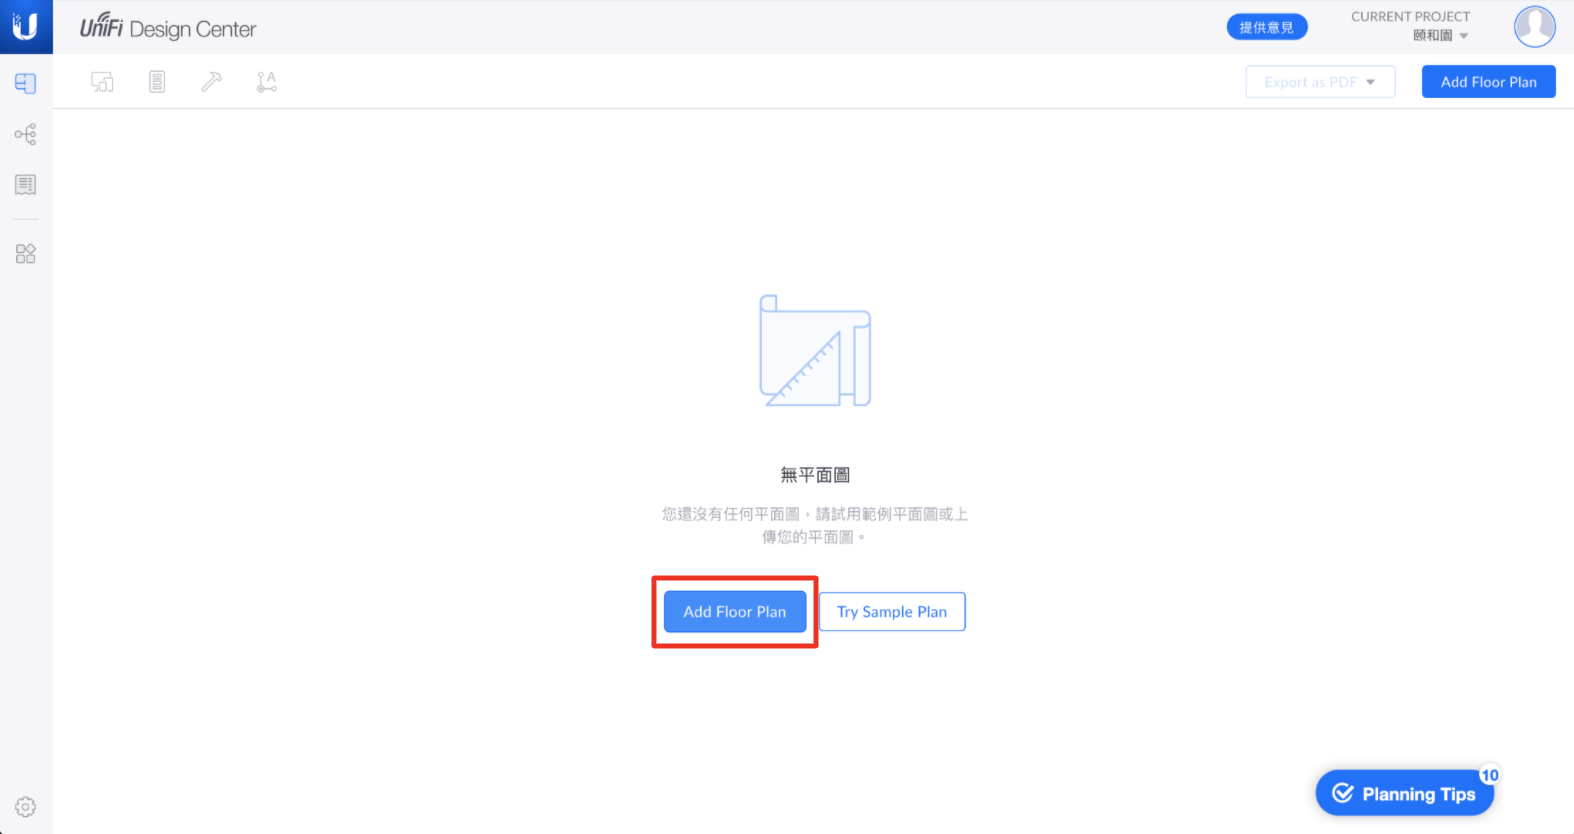 UniFi Design Center
提供意見
CURRENT PROJECT
頤和園
A
Export as PDF
Add Floor Plan
無平面圖
您還沒有任何平面圖，請試用範例平面圖或上
傳您的平面圖。
Add Floor Plan
Try Sample Plan
10
Planning Tips